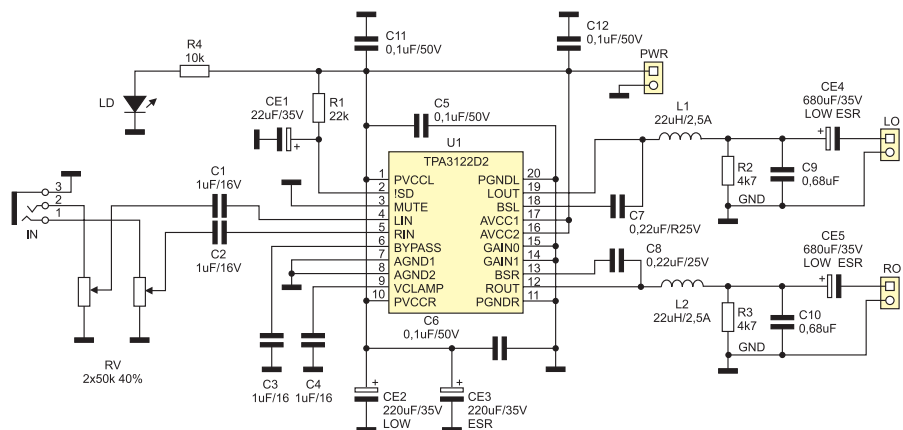 C11
0,1uF/50V
C12
0,1uF/50V
R4
10k
PWR
LD
CE1
22uF/35V
R1
22k
C5
0,1uF/50V
L1
22uH/2,5A
CE4
680uF/35V
LOW ESR
LO
U1
TPA3122D2
1 PVCCL PGNDL 20
2 !SD LOUT 19
3 MUTE BSL 18
4 LIN AVCC1 17
5 RIN AVCC2 16
6 BYPASS GAIN0 15
7 AGND1 GAIN1 14
8 AGND2 BSR 13
9 VCLAMP ROUT 12
10 PVCCR PGNDR 11
R2
4k7
GND
C9
0,68uF
C1
1uF/16V
3
2
1
IN
C2
1uF/16V
C7
0,22uF/R25V
C8
0,22uF/25V
CE5
680uF/35V
LOW ESR
RO
L2
22uH/2,5A
R3
4k7
GND
C10
0,68uF
C6
0,1uF/50V
RV
2x50k 40%
C3
1uF/16
C4
1uF/16
CE2
220uF/35V
LOW
CE3
220uF/35V
ESR
+
+
+
+
+